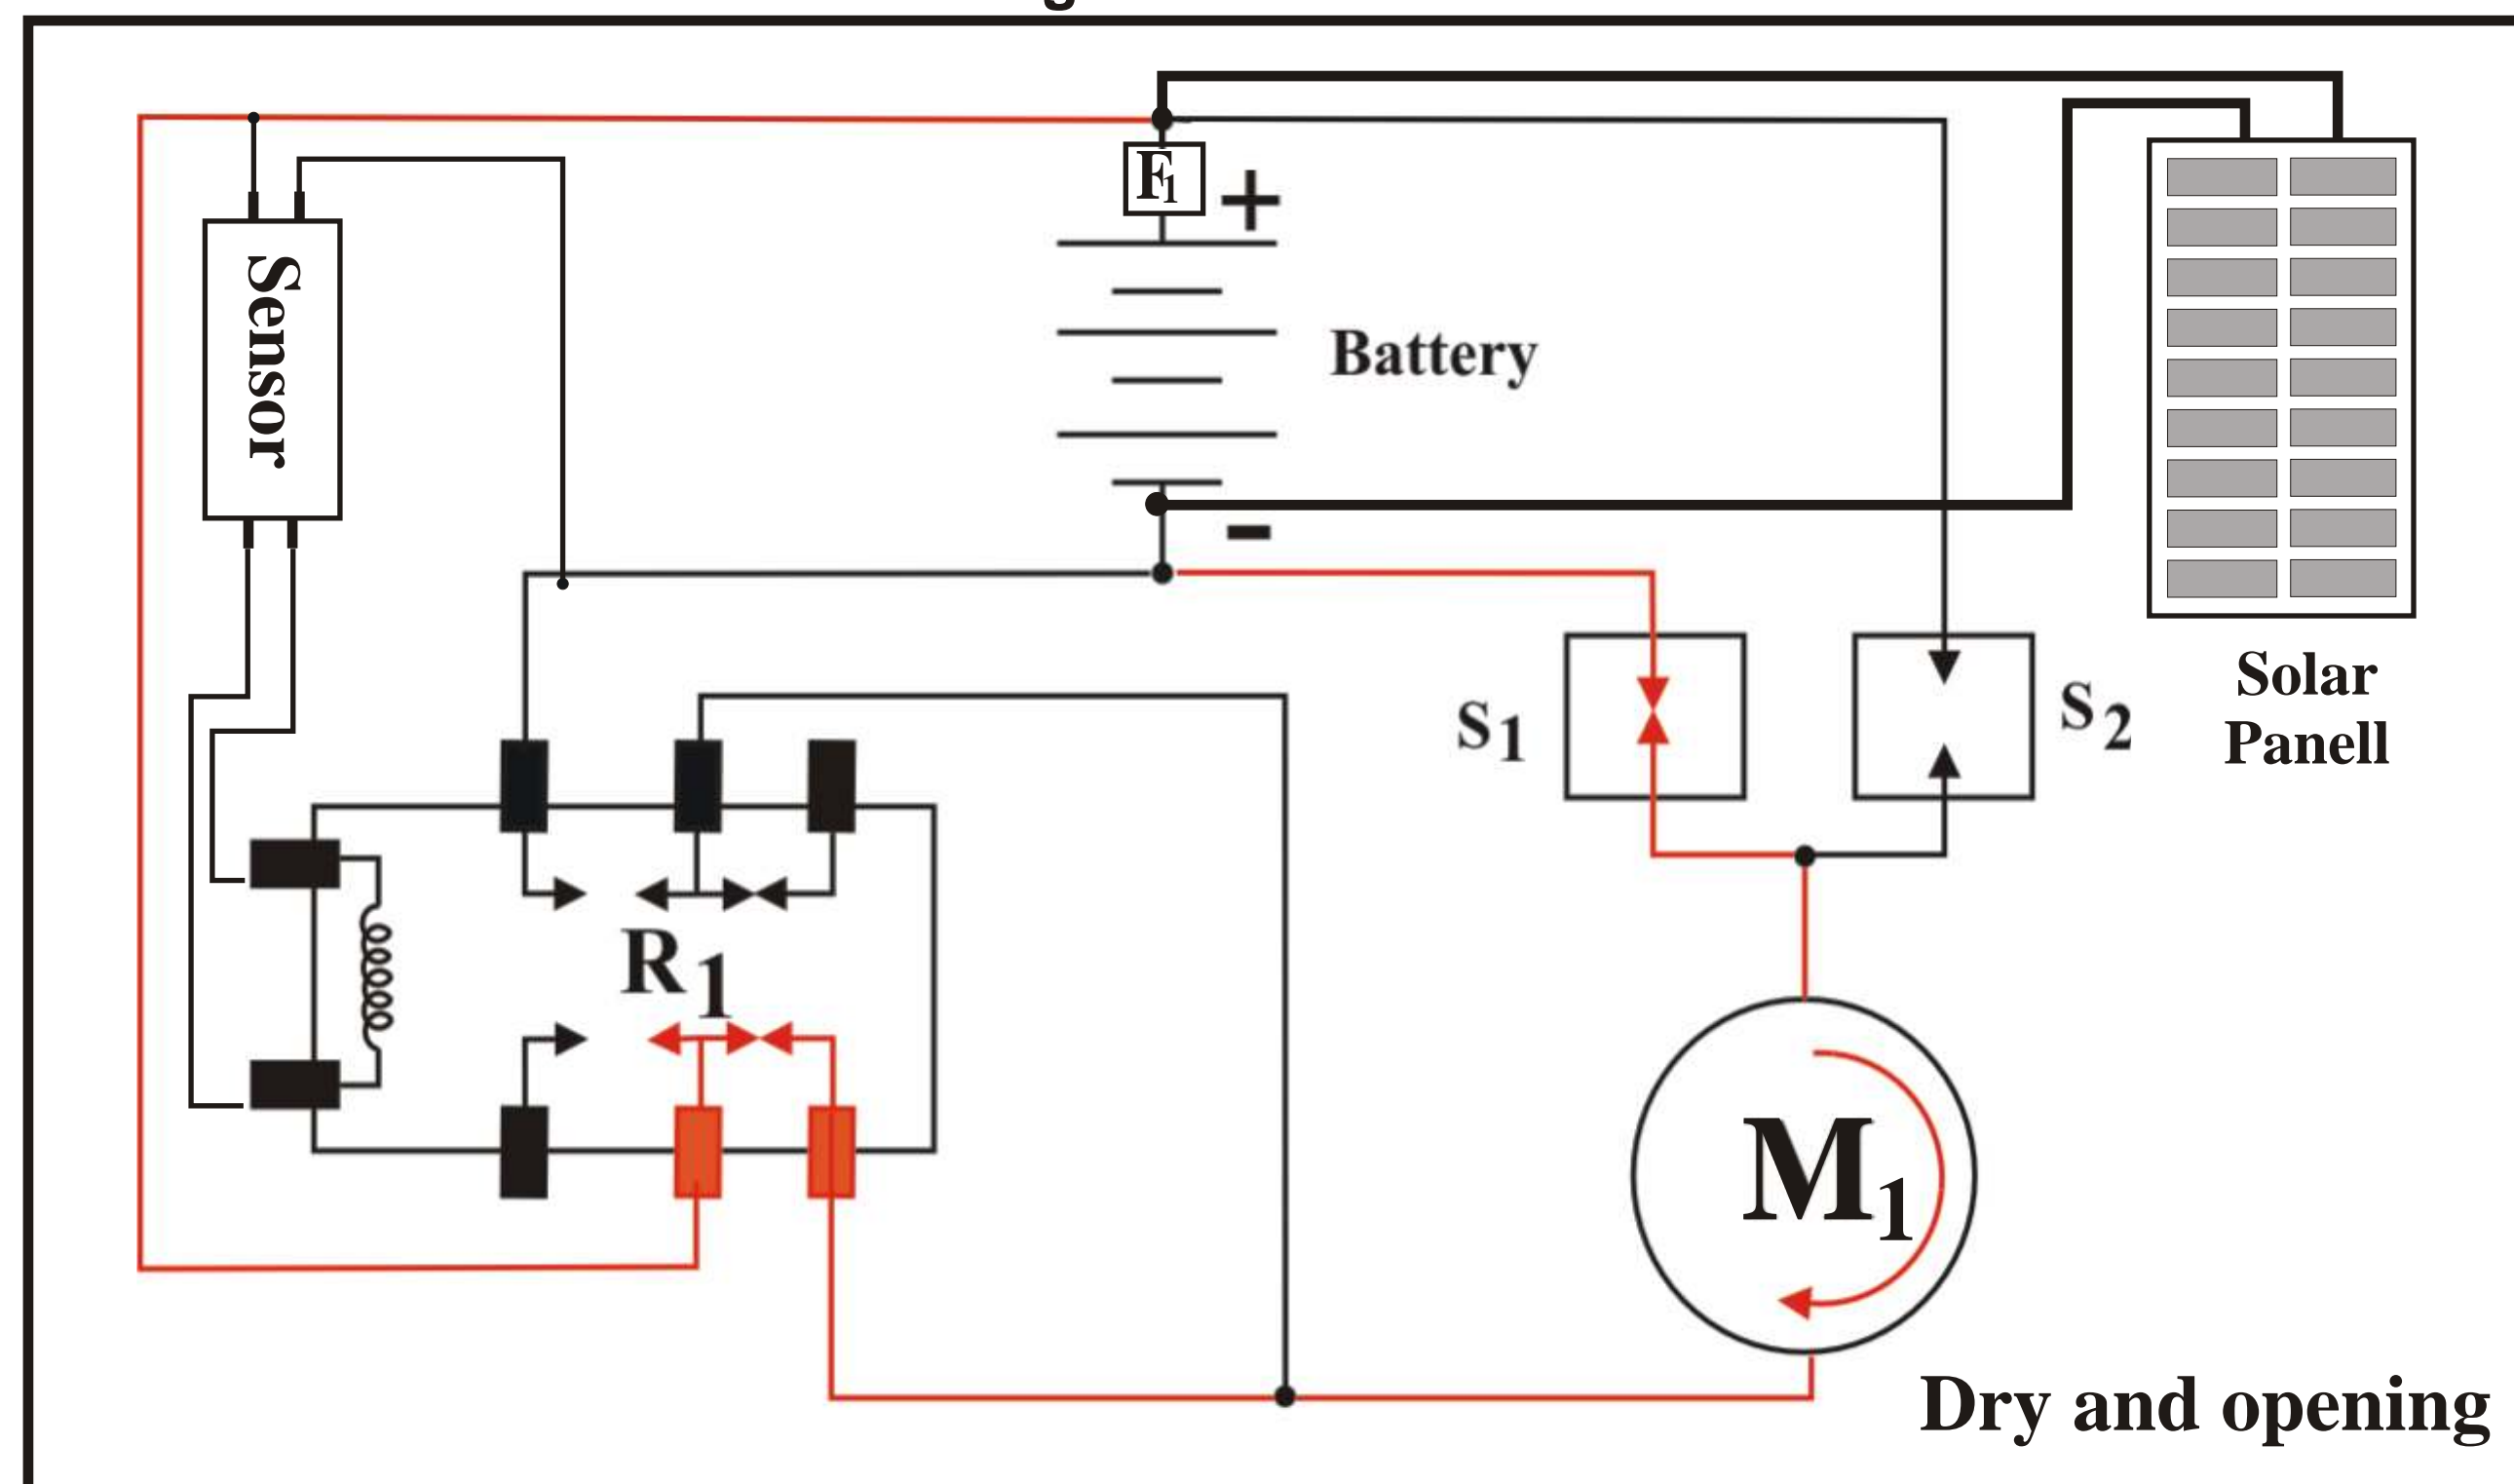 F1
+
Sensor
Battery
-
S1
S2
Solar
Panell
R1
M1
Dry and opening